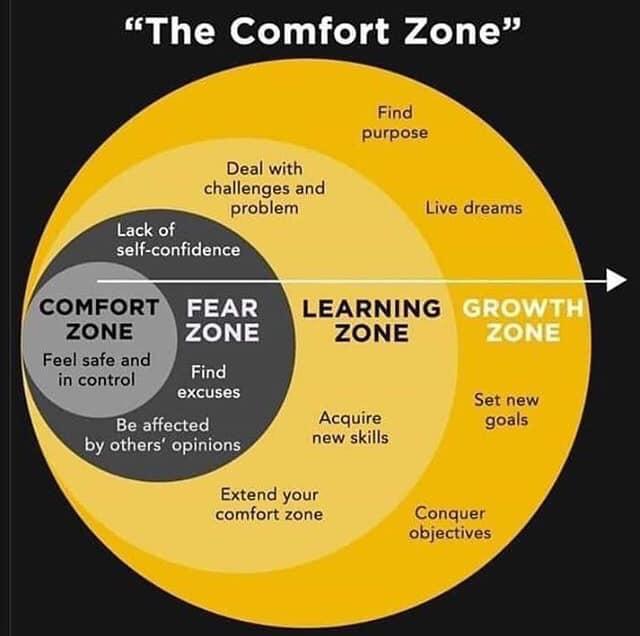 “The Comfort Zone”
Find
purpose
Deal with
challenges and
problem
Live dreams
Lack of
self-confidence
COMFORT
ZONE
Feel safe and
in control
FEAR
ZONE
Find
excuses
Be affected
by others’ opinions
LEARNING
ZONE
Acquire
new skills
Extend your
comfort zone
GROWTH
ZONE
Set new
goals
Conquer
objectives